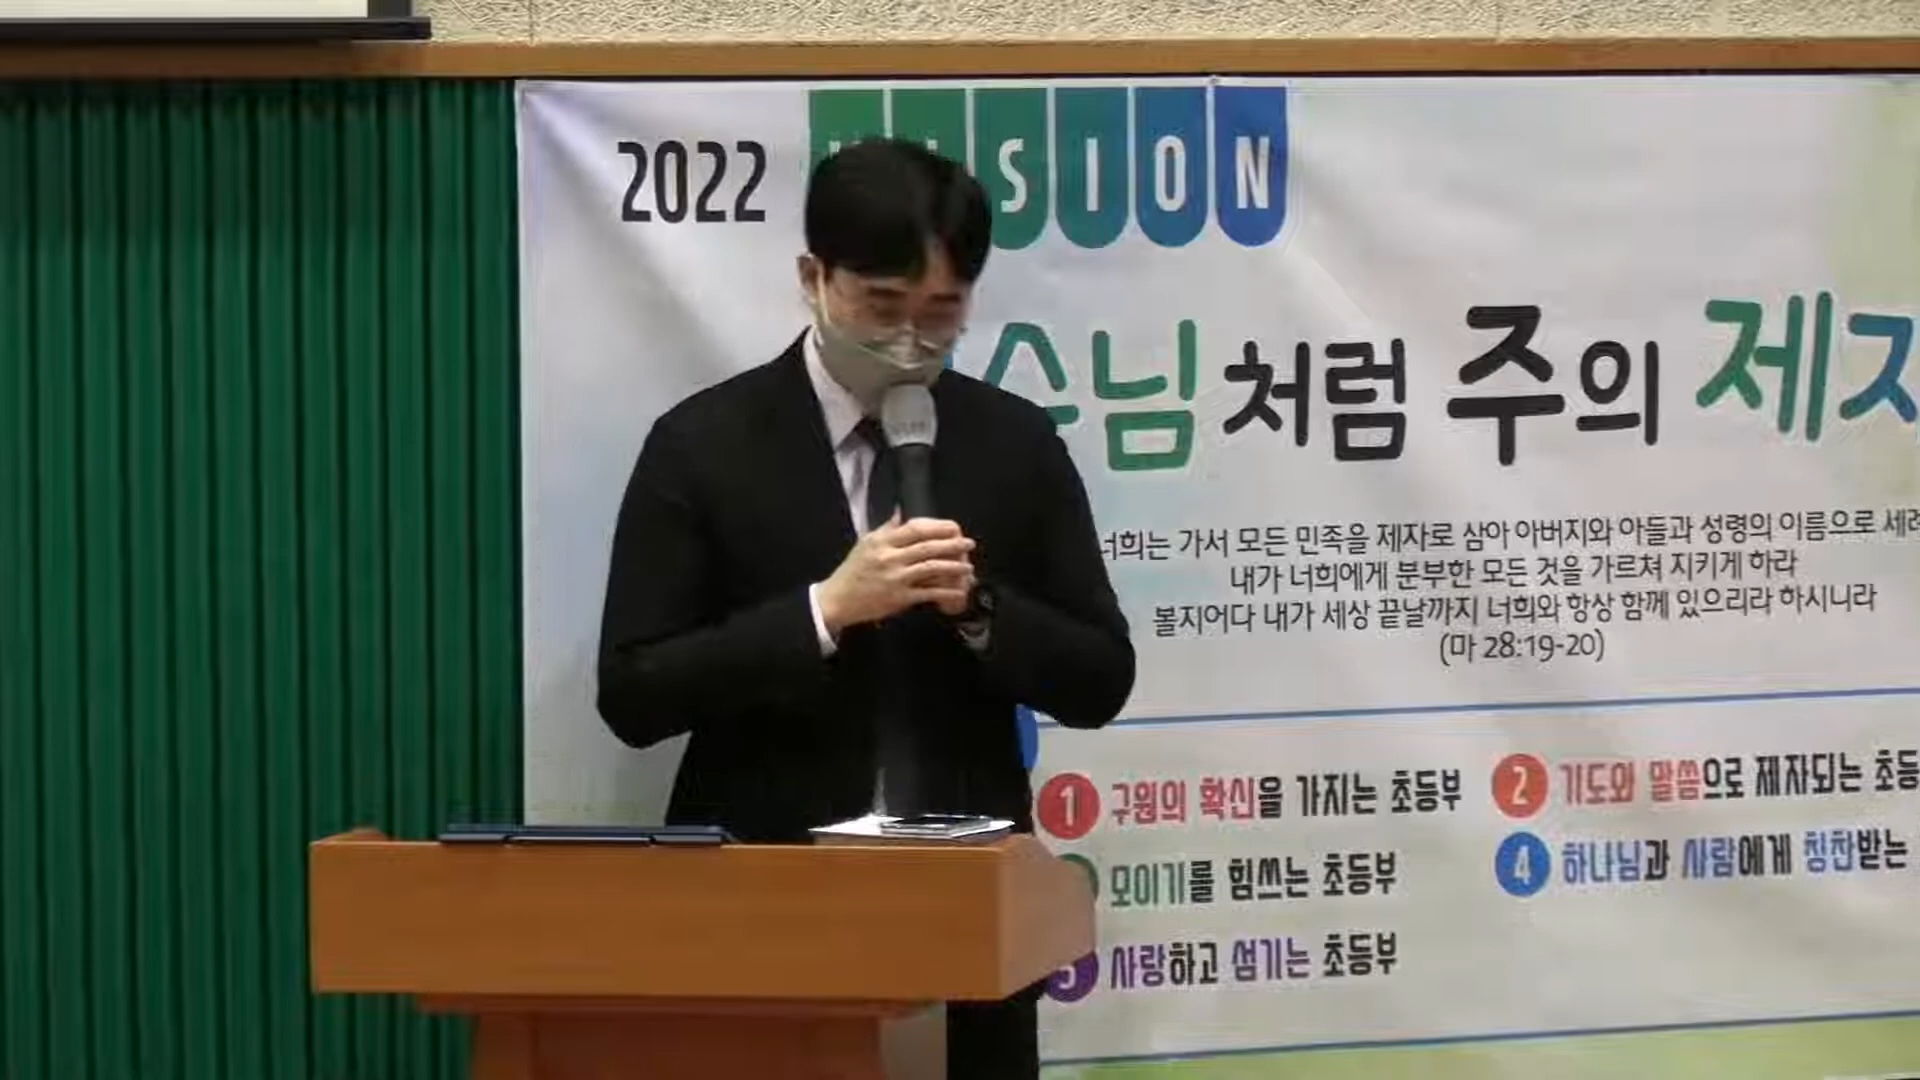 2022 VISION
수님처럼 주의 제자
너희는 가서 모든 민족을 제자로 삼아 아버지와 아들과 성령의 이름으로 세례
내가 너희에게 분부한 모든 것을 가르쳐 지키게 하라
볼지어다 내가 세상 끝날까지 너희와 항상 함께 있으리라 하시니라
(마 28:19-20)
1 구원의 확신을 가지는 초등부
2 기도와 말씀으로 제자되는 초등
모이기를 힘쓰는 초등부
4 하나님과 사람에게 칭찬받는
5 사랑하고 섬기는 초등부